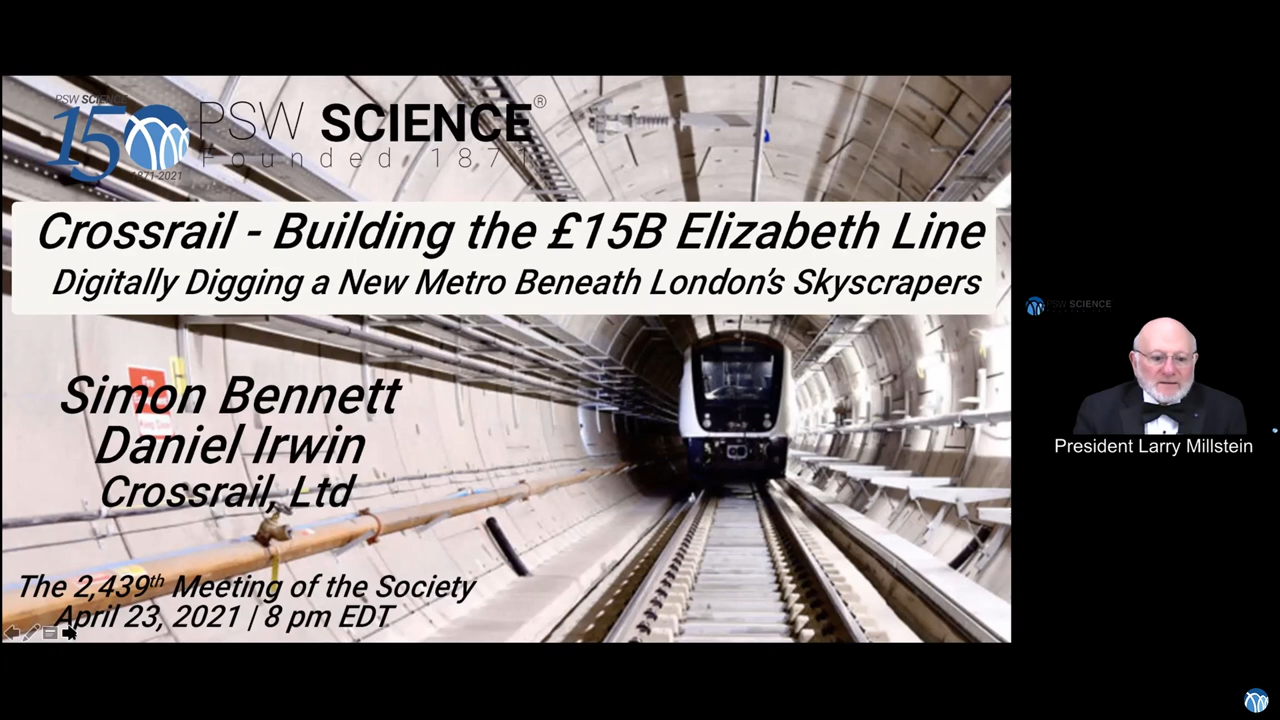 PSW SCIENCE
150
1871-2021
PSW SCIENCE®
Founded 1871
Crossrail - Building the £15B Elizabeth Line
Digitally Digging a New Metro Beneath London's Skyscrapers
Simon Bennett
Daniel Irwin
Crossrail, Ltd
The 2,439th Meeting of the Society
April 23, 2021 | 8 pm EDT
PSW SCIENCE
President Larry Millstein